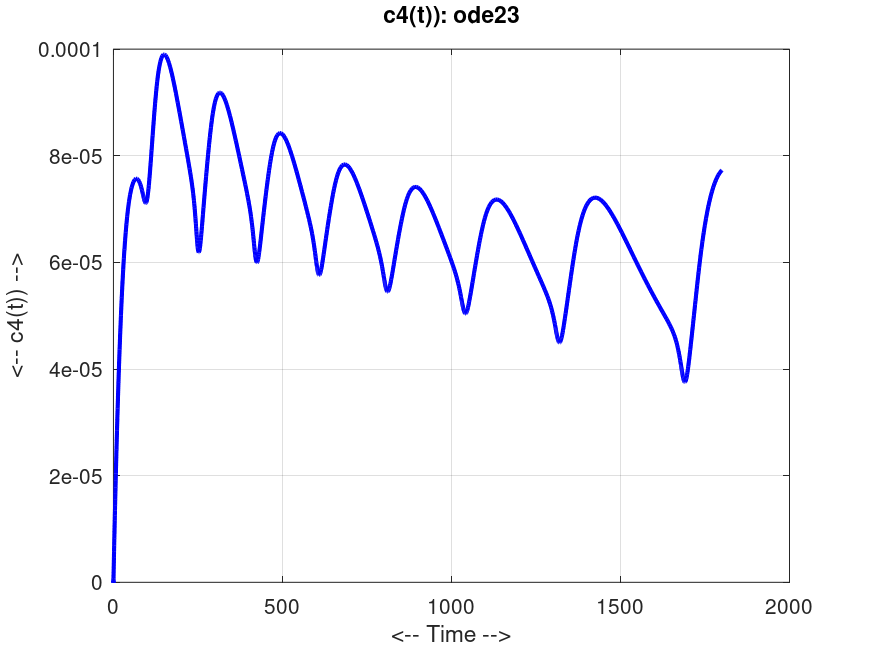 c4(t)): ode23
0.0001
8e-05
6e-05
4e-05
2e-05
0
<-- c4(t)) -->
0 500 1000 1500 2000
<-- Time -->